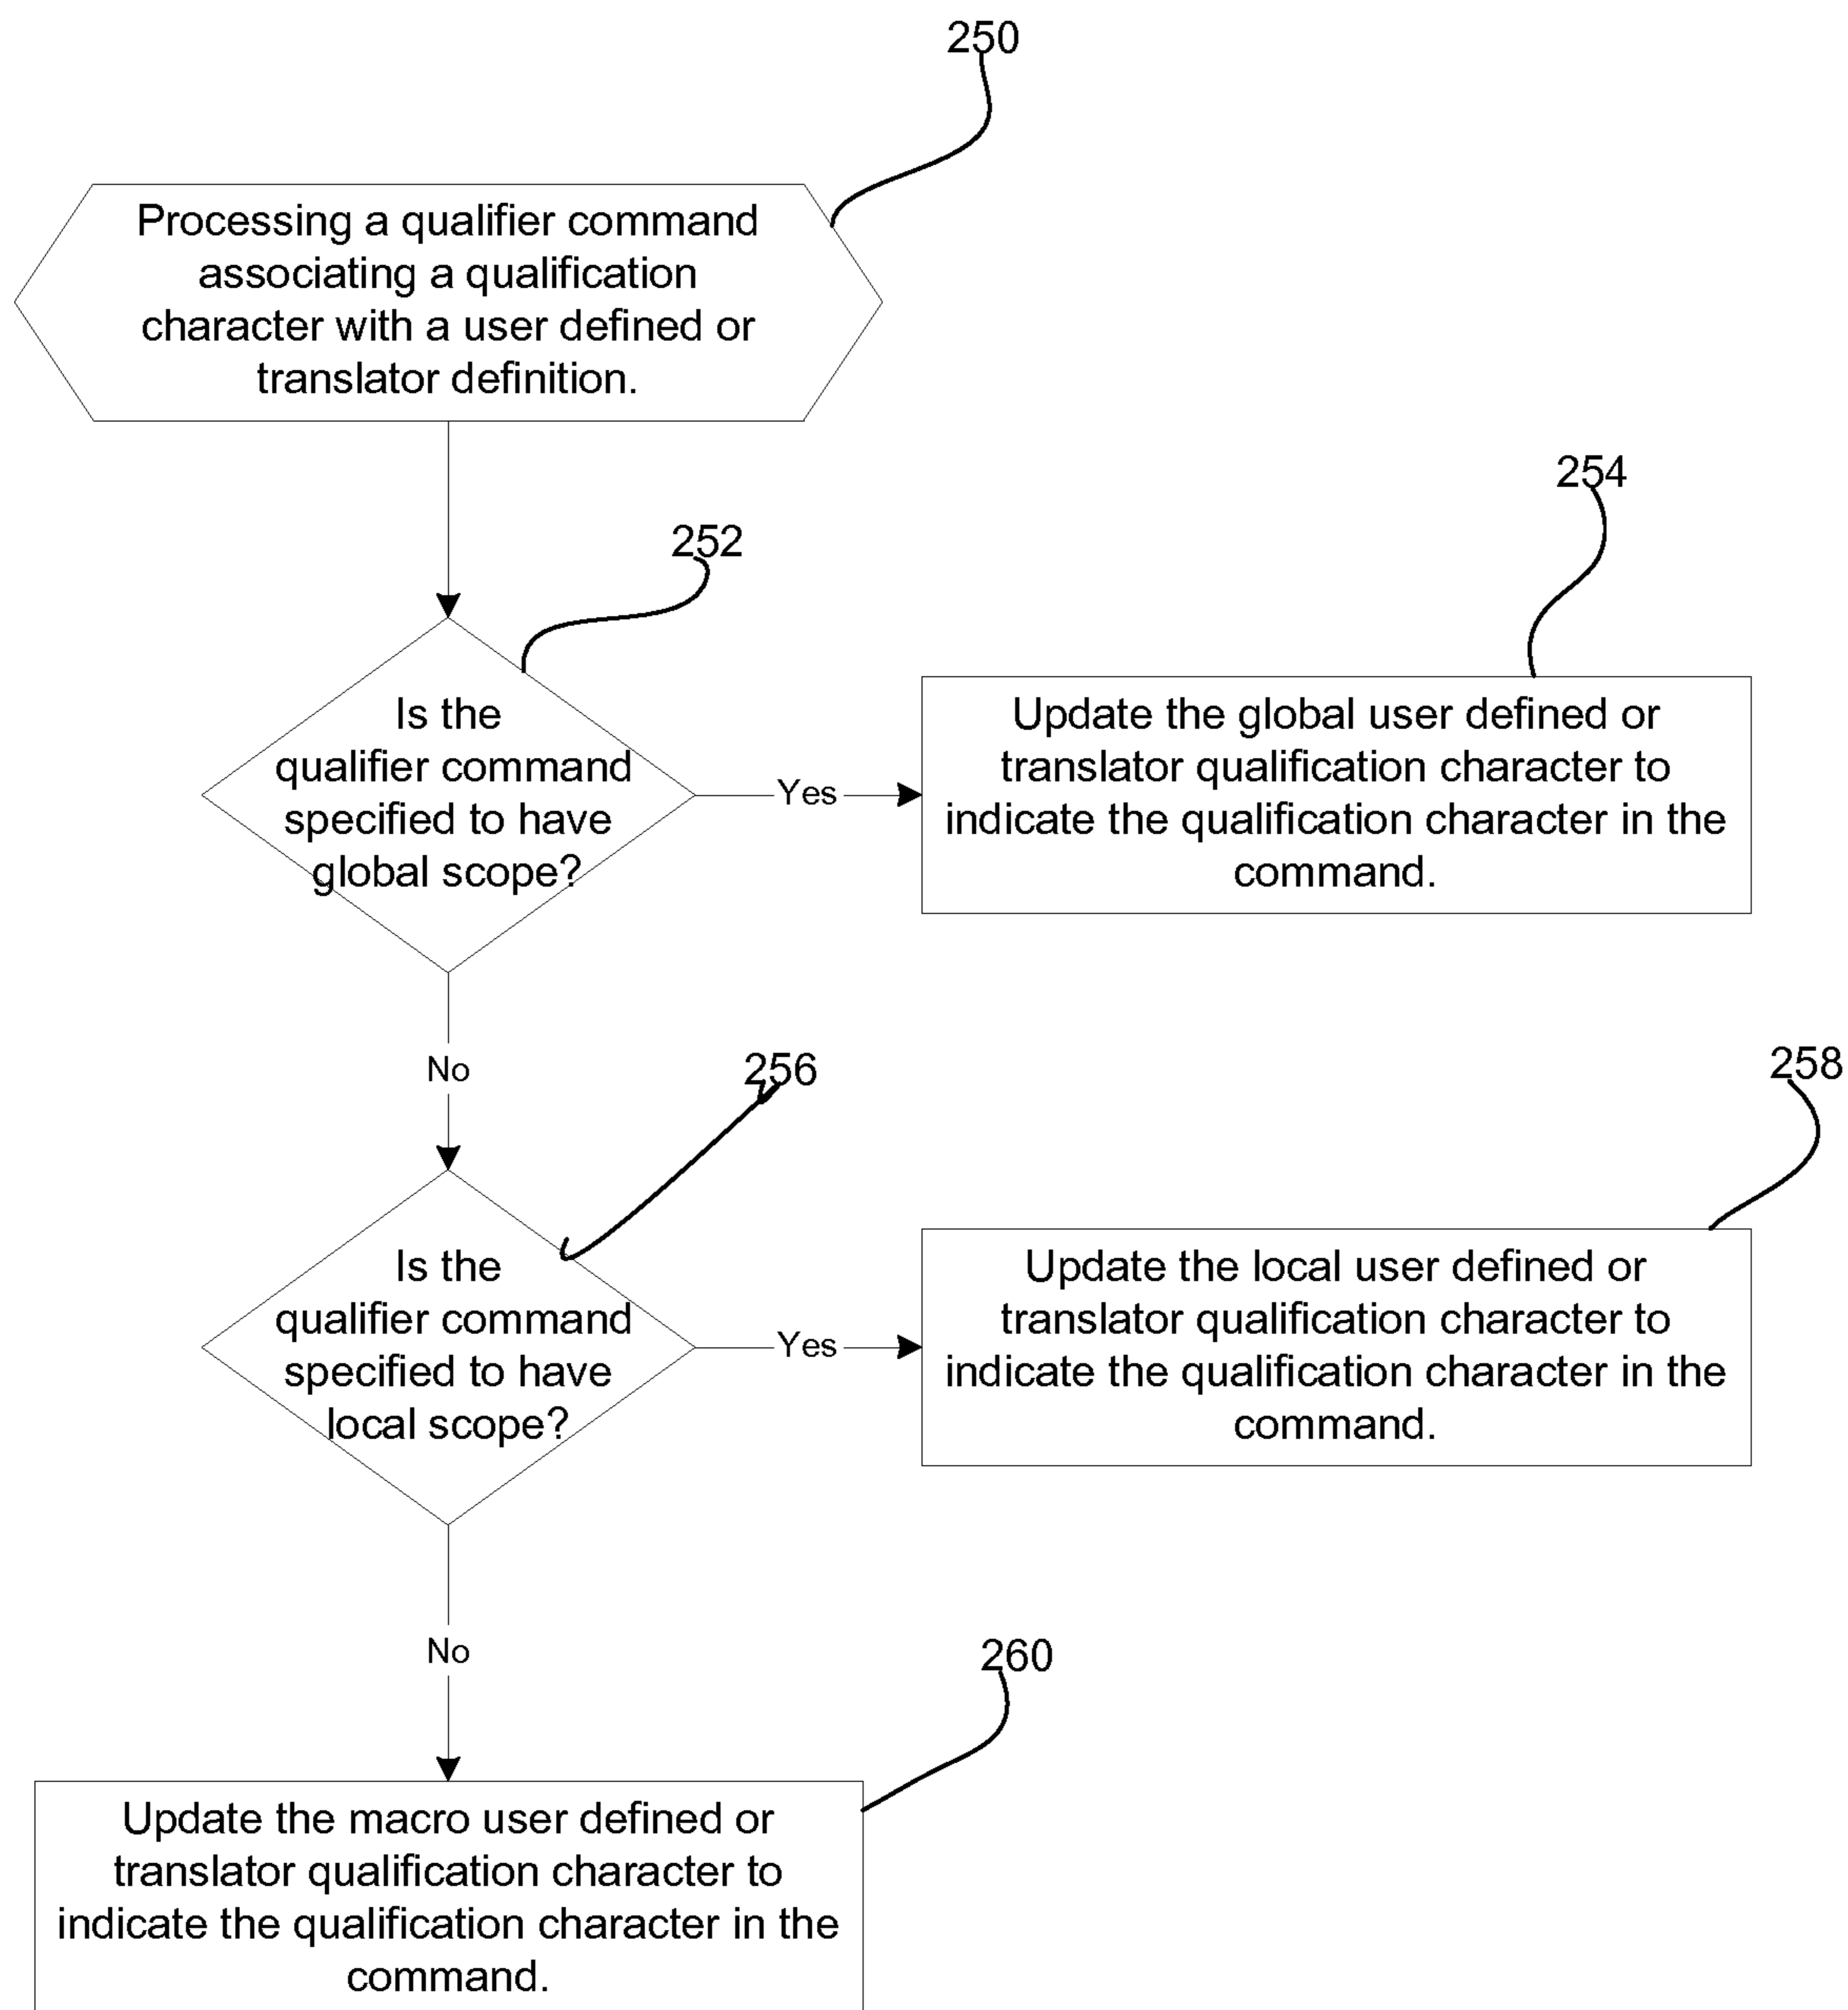 250
Processing a qualifier command
associating a qualification
character with a user defined or
translator definition.
252
254
Is the
qualifier command
specified to have
global scope?
Yes
Update the global user defined or
translator qualification character to
indicate the qualification character in the
command.
No
256
258
Is the
qualifier command
specified to have
local scope?
Yes
Update the local user defined or
translator qualification character to
indicate the qualification character in the
command.
No
260
Update the macro user defined or
translator qualification character to
indicate the qualification character in the
command.